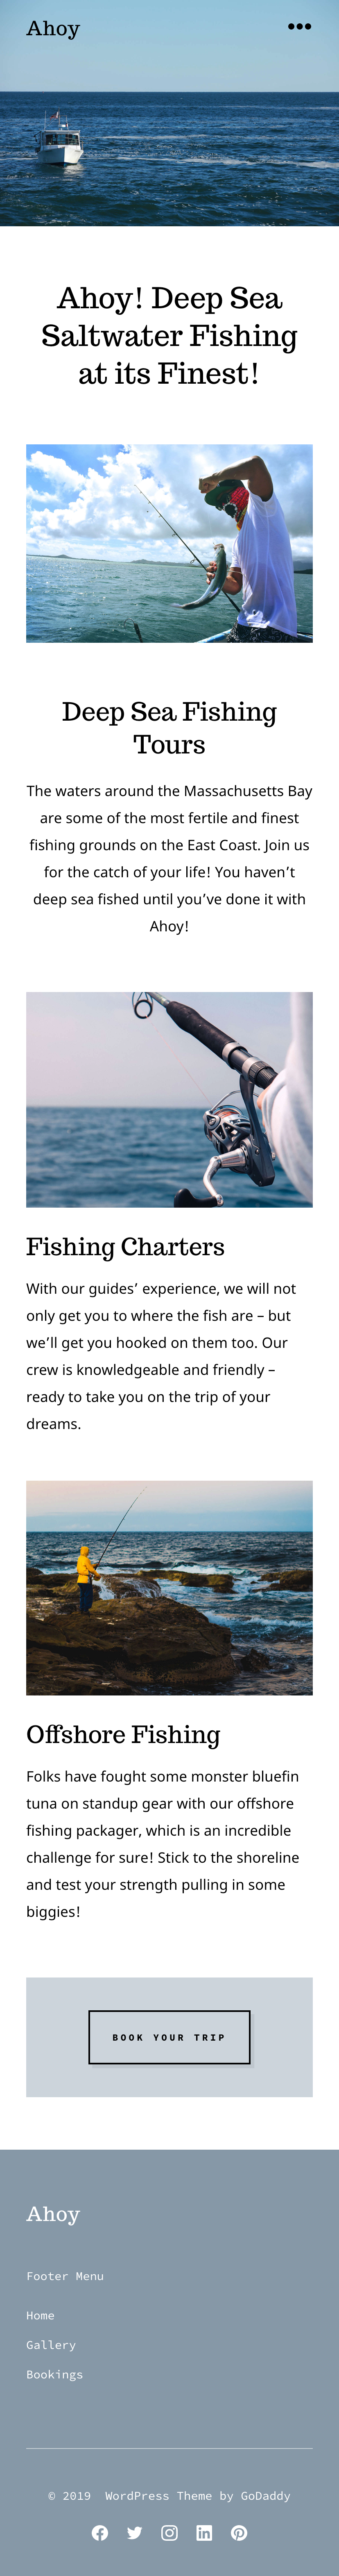 Ahoy
Ahoy! Deep Sea
Saltwater Fishing
at its Finest!
Deep Sea Fishing
Tours
The waters around the Massachusetts Bay
are some of the most fertile and finest
fishing grounds on the East Coast. Join us
for the catch of your life! You haven’t
deep sea fished until you’ve done it with
Ahoy!
Fishing Charters
With our guides’ experience, we will not
only get you to where the fish are – but
we’ll get you hooked on them too. Our
crew is knowledgeable and friendly –
ready to take you on the trip of your
dreams.
Offshore Fishing
Folks have fought some monster bluefin
tuna on standup gear with our offshore
fishing packager, which is an incredible
challenge for sure! Stick to the shoreline
and test your strength pulling in some
biggies!
BOOK YOUR TRIP
Ahoy
Footer Menu
Home
Gallery
Bookings
© 2019 WordPress Theme by GoDaddy